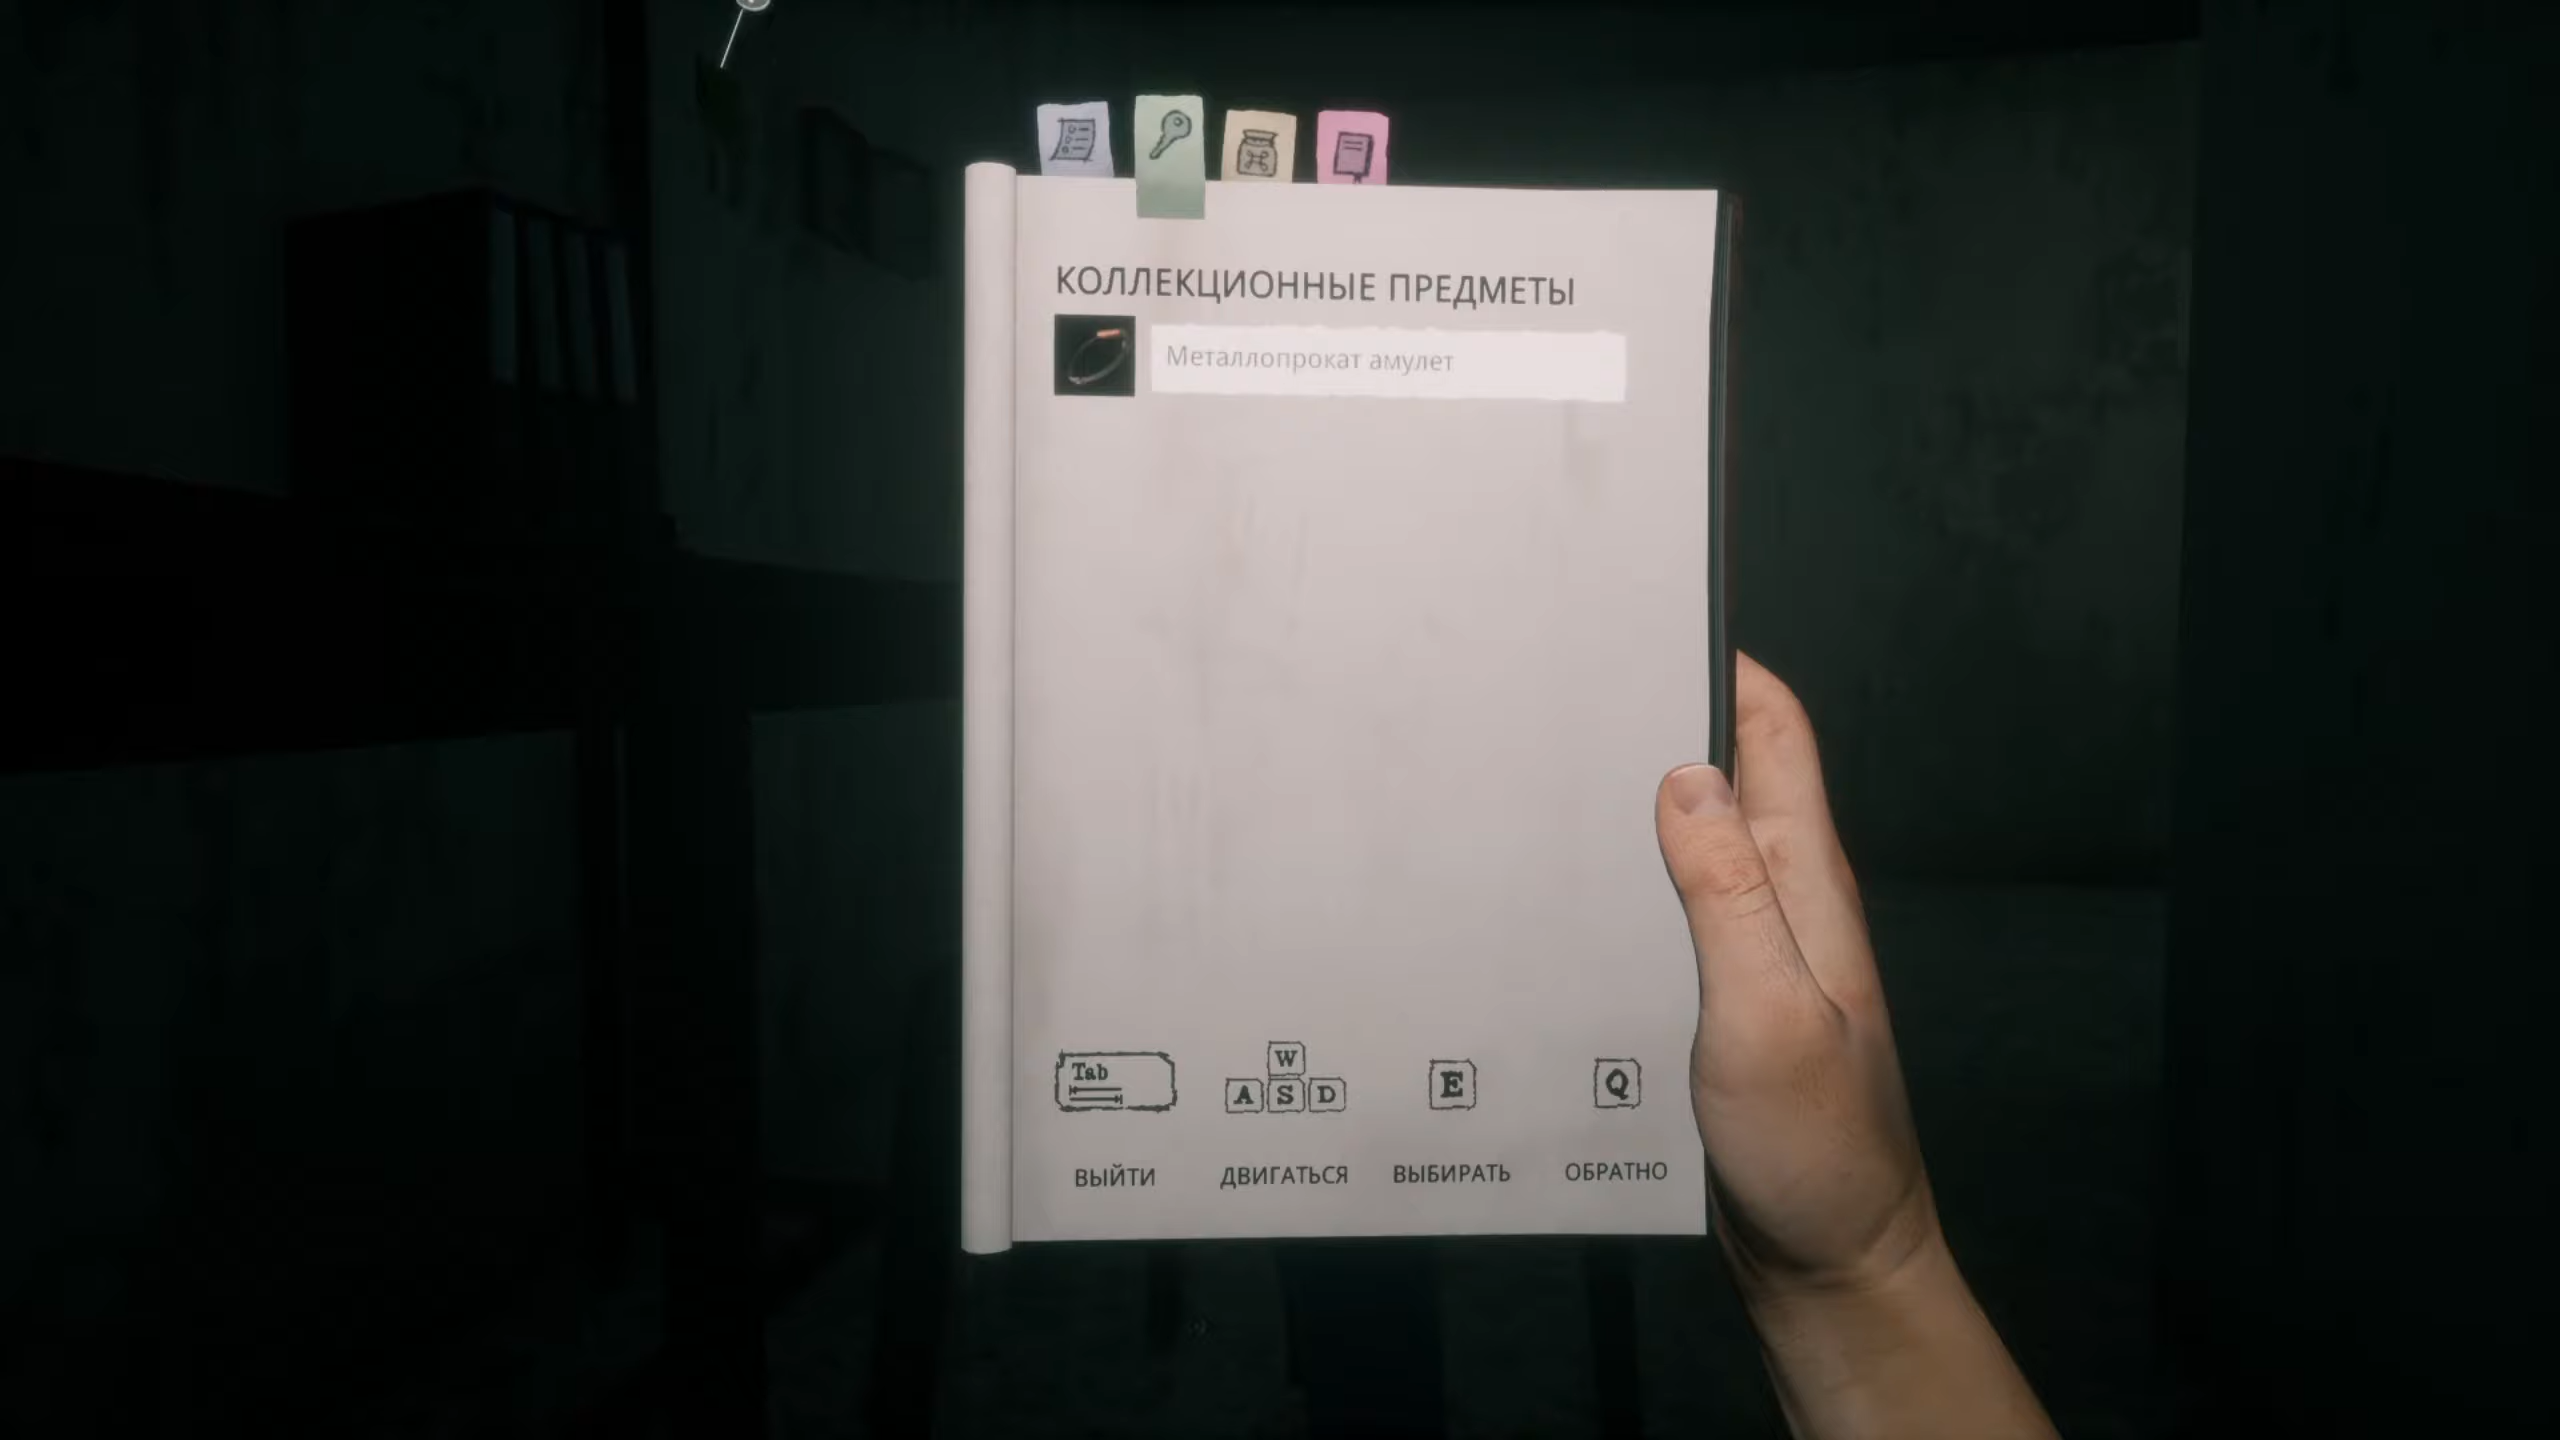 КОЛЛЕКЦИОННЫЕ ПРЕДМЕТЫ
Металлопрокат амулет
Tab
W
A S D
E
Q
ВЫЙТИ
ДВИГАТЬСЯ
ВЫБИРАТЬ
ОБРАТНО